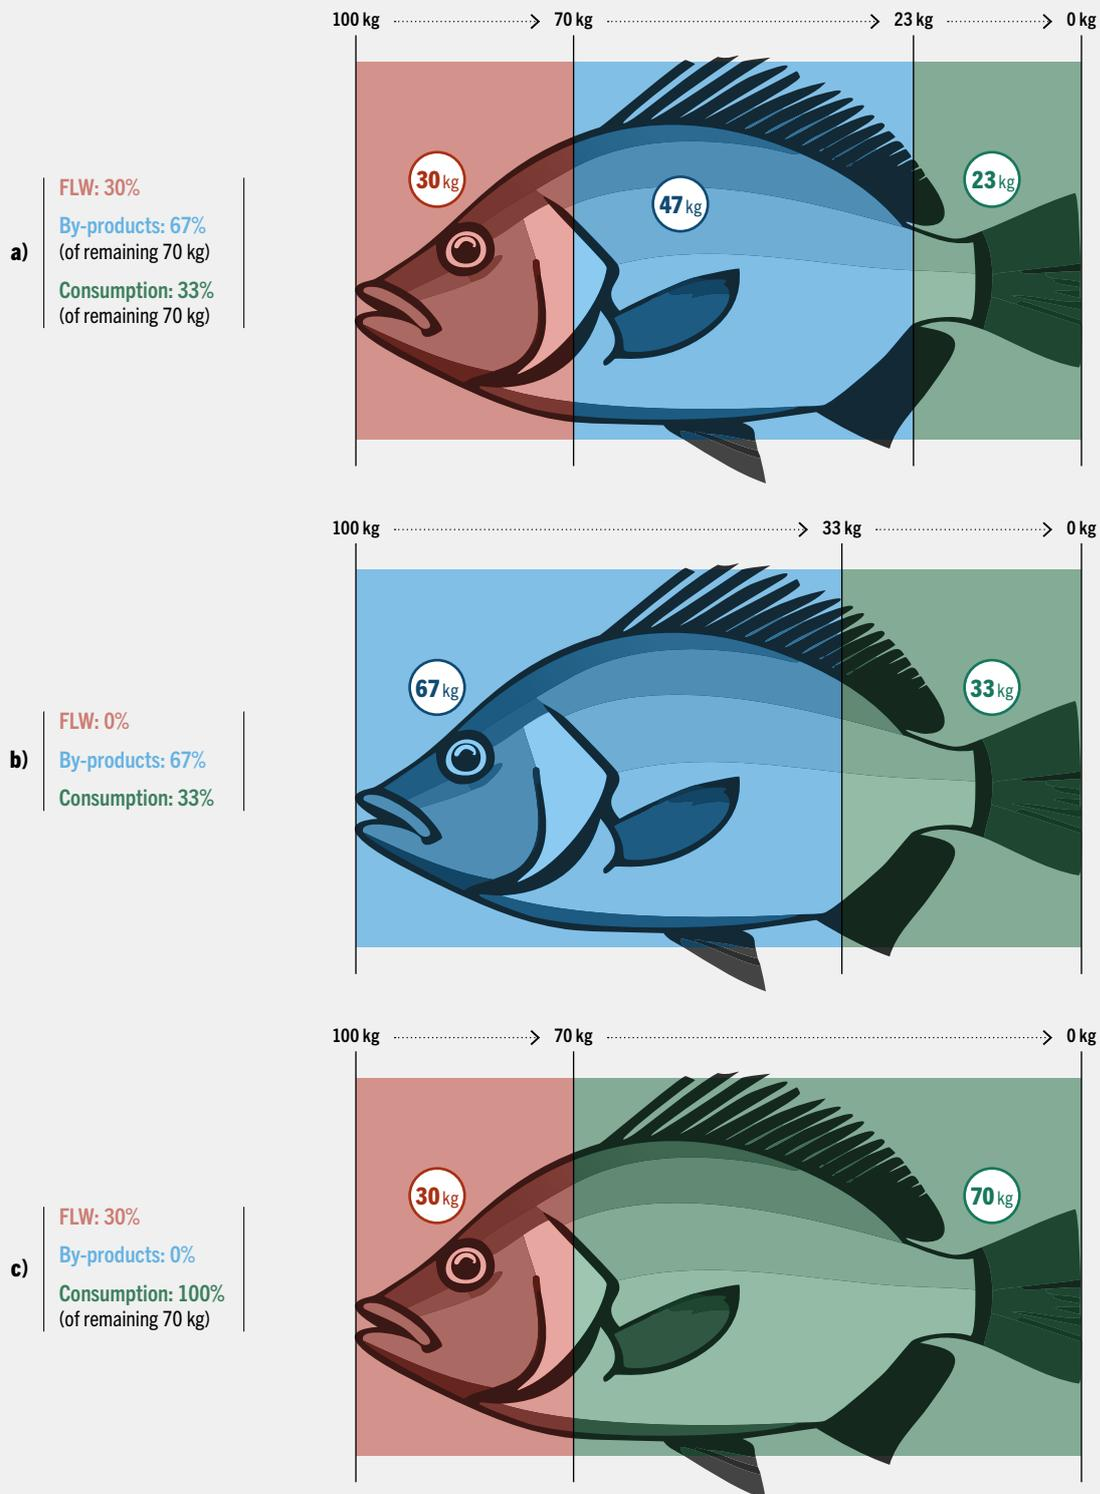 100 kg 70 kg 23 kg 0 kg
30 kg
47 kg
23 kg
a)
FLW: 30%
By-products: 67%
(of remaining 70 kg)
Consumption: 33%
(of remaining 70 kg)
100 kg 33 kg 0 kg
67 kg
33 kg
b)
FLW: 0%
By-products: 67%
Consumption: 33%
100 kg 70 kg 0 kg
30 kg
70 kg
c)
FLW: 30%
By-products: 0%
Consumption: 100%
(of remaining 70 kg)